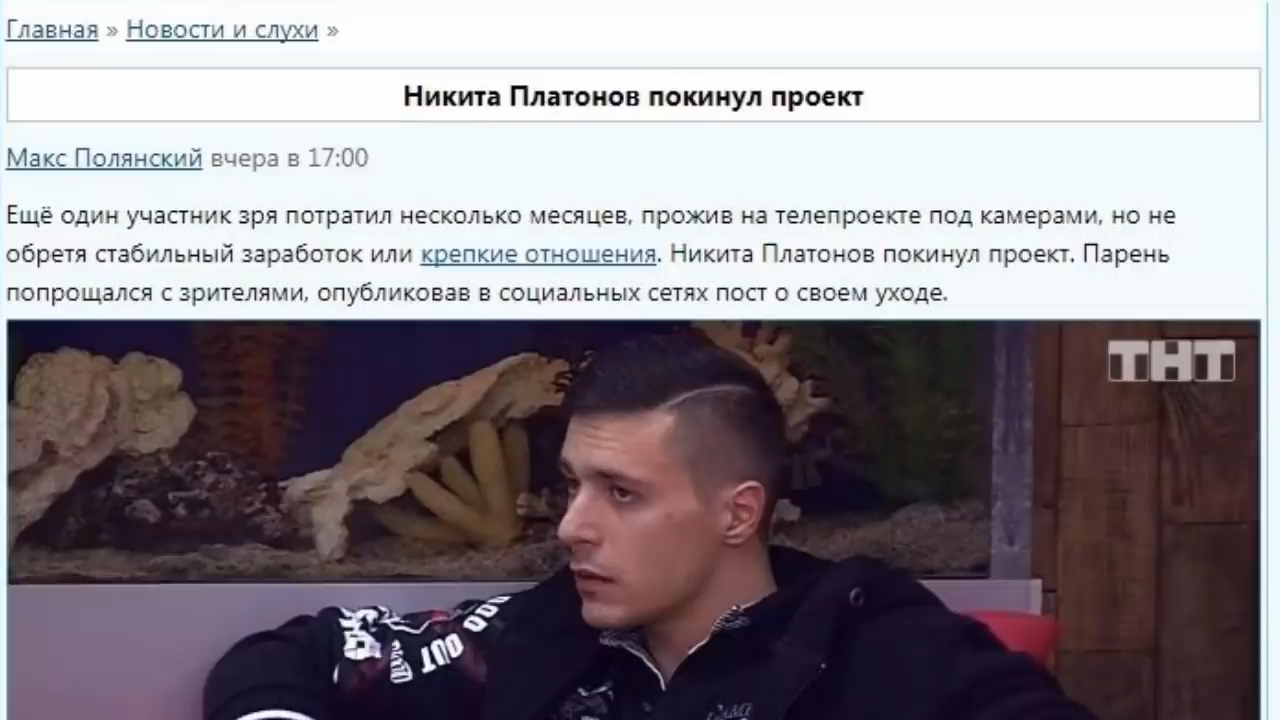 Главная » Новости и слухи »
Никита Платонов покинул проект
Макс Полянский вчера в 17:00
Ещё один участник зря потратил несколько месяцев, прожив на телепроекте под камерами, но не
обретя стабильный заработок или крепкие отношения. Никита Платонов покинул проект. Парень
попрощался с зрителями, опубликовав в социальных сетях пост о своем уходе.
ТНТ
OUT